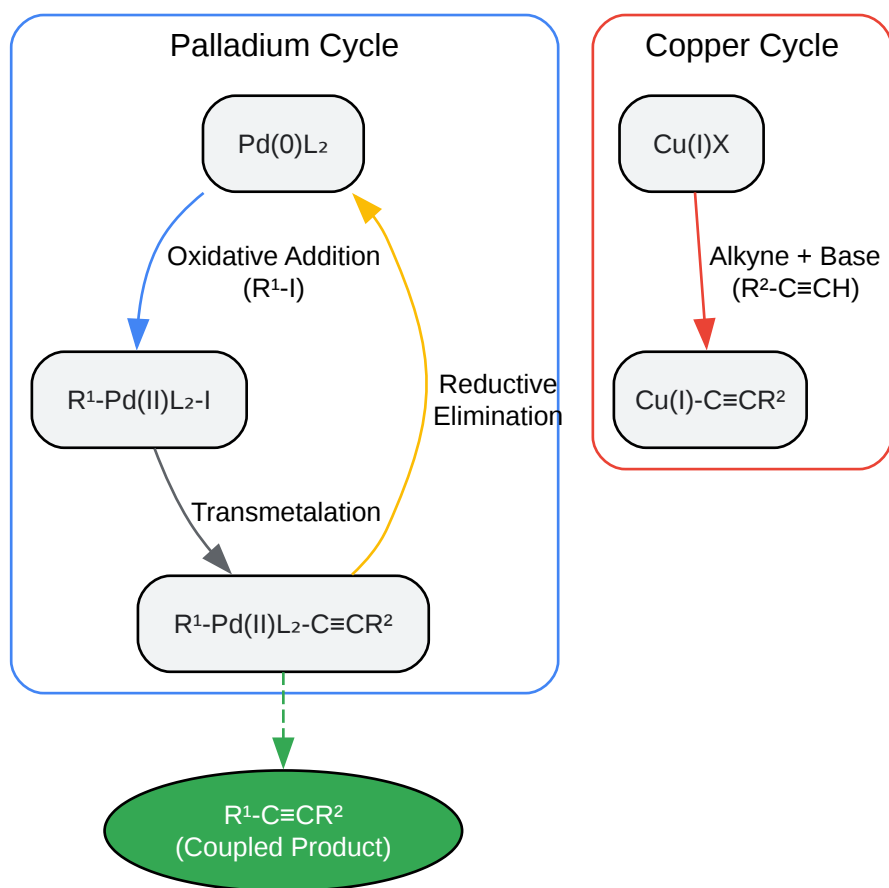 Palladium Cycle
Pd(0)L₂
Oxidative Addition
(R¹-I)
R¹-Pd(II)L₂-I
Reductive
Elimination
Transmetalation
R¹-Pd(II)L₂-C≡CR²
R¹-C≡CR²
(Coupled Product)
Copper Cycle
Cu(I)X
Alkyne + Base
(R²-C≡CH)
Cu(I)-C≡CR²